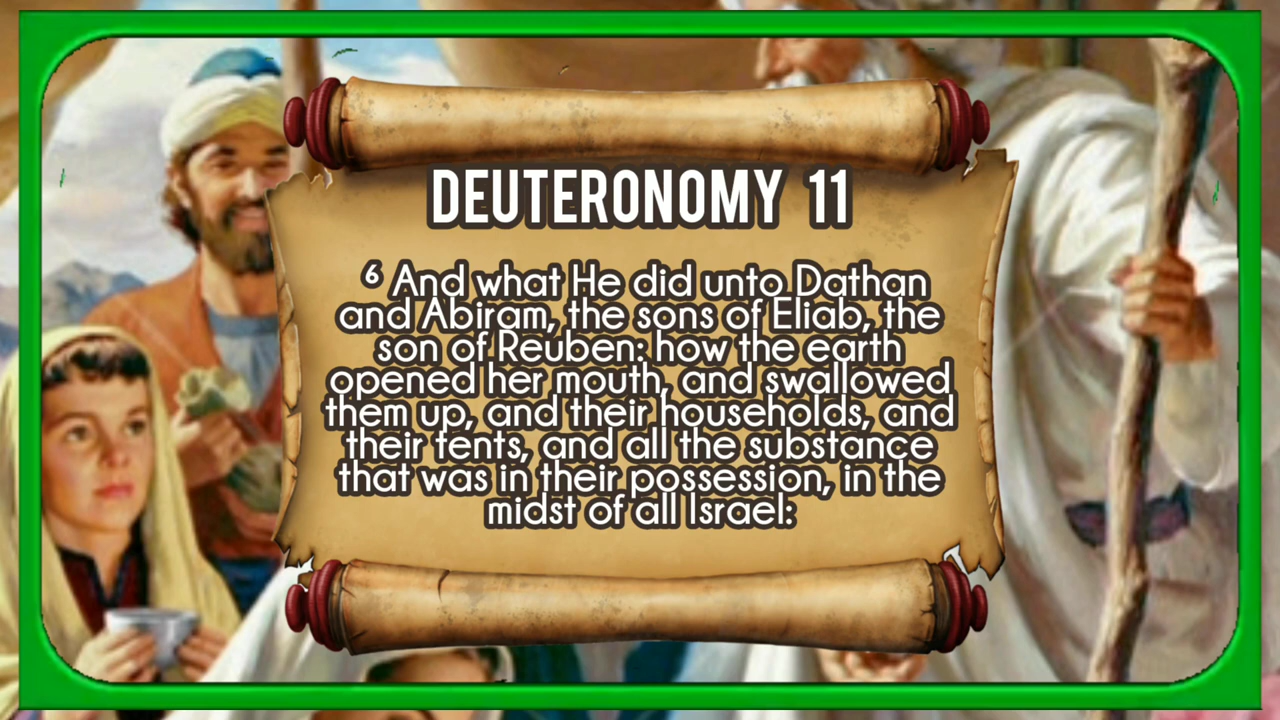 DEUTERONOMY 11
⁶ And what He did unto Dathan
and Abiram, the sons of Eliab, the
son of Reuben: how the earth
opened her mouth, and swallowed
them up, and their households, and
their tents, and all the substance
that was in their possession, in the
midst of all Israel: